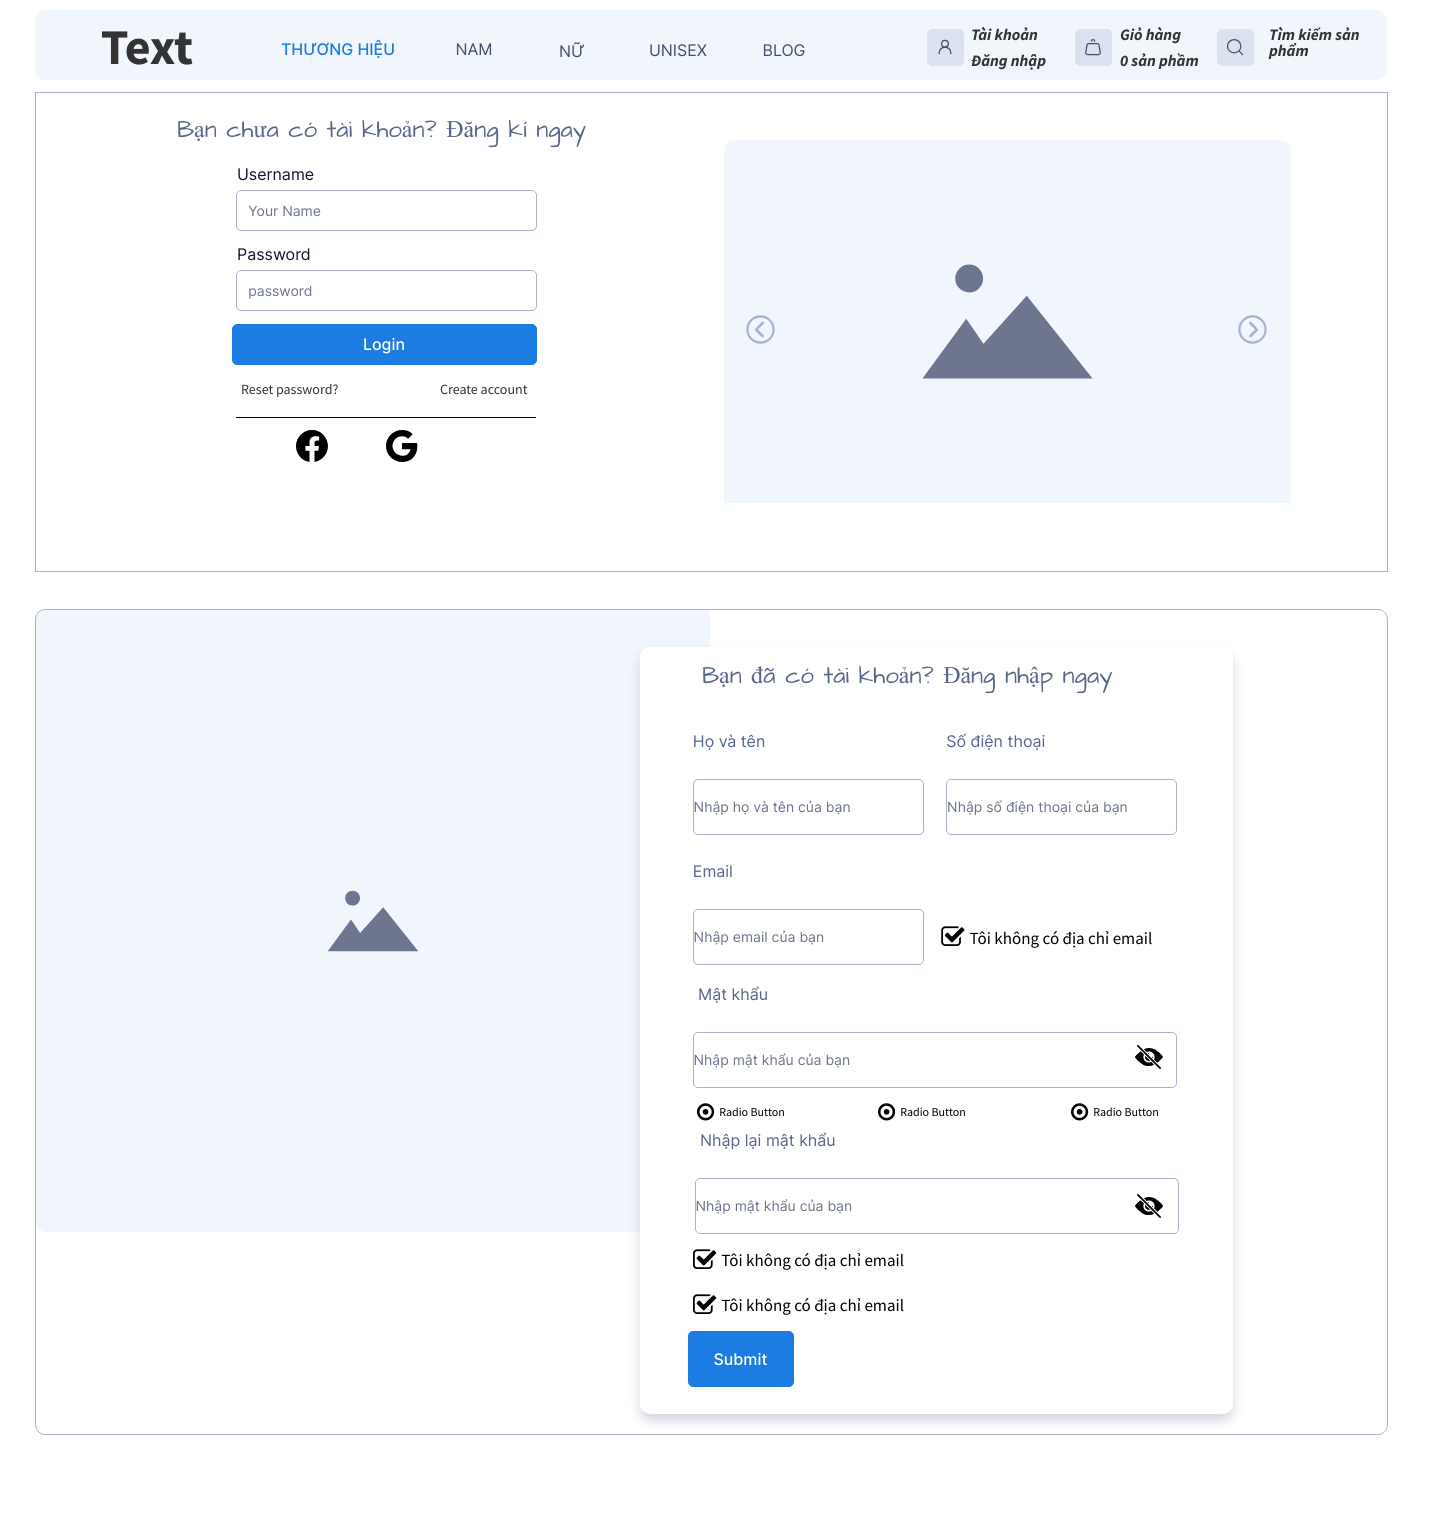 Text
THƯƠNG HIỆU
NAM
NỮ
UNISEX
BLOG
Tài khoản
Đăng nhập
Giỏ hàng
0 sản phầm
Tìm kiếm sản
phẩm
Bạn chưa có tài khoản? Đăng kí ngay
Username
Your Name
Password
password
Login
Reset password?
Create account
Bạn đã có tài khoản? Đăng nhập ngay
Họ và tên
Số điện thoại
Nhập họ và tên của bạn
Nhập số điện thoại của bạn
Email
Nhập email của bạn
Tôi không có địa chỉ email
Mật khẩu
Nhập mật khẩu của bạn
Radio Button
Radio Button
Radio Button
Nhập lại mật khẩu
Nhập mật khẩu của bạn
Tôi không có địa chỉ email
Tôi không có địa chỉ email
Submit